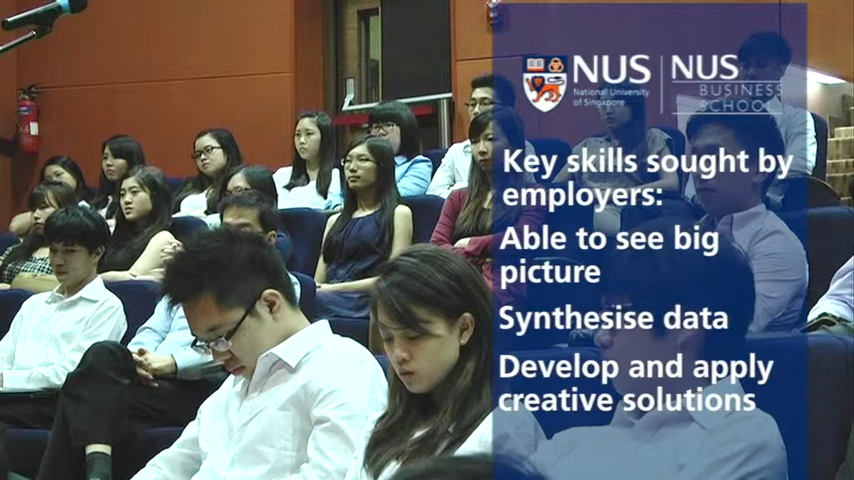 NUS
National University
of Singapore
NUS
BUSINESS
SCHOOL
Key skills sought by
employers:
Able to see big
picture
Synthesise data
Develop and apply
creative solutions